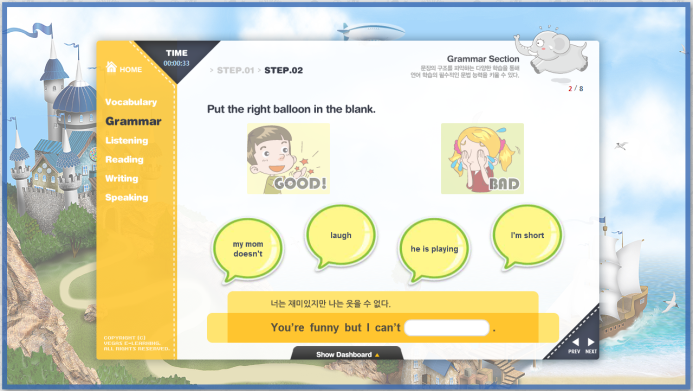 TIME
00:00:33
HOME
STEP.01 > STEP.02
Grammar Section
문장의 구조를 파악하는 다양한 학습을 통해
언어 학습의 필수적인 문법 능력을 키울 수 있다.
2 / 8
Vocabulary
Grammar
Listening
Reading
Writing
Speaking
Put the right balloon in the blank.
GOOD!
BAD
my mom
doesn't
laugh
he is playing
I'm short
너는 재미있지만 나는 웃을 수 없다.
You're funny but I can't .
COPYRIGHT (C)
E-LEARNING.
ALL RIGHTS RESERVED.
Show Dashboard
PREV NEXT